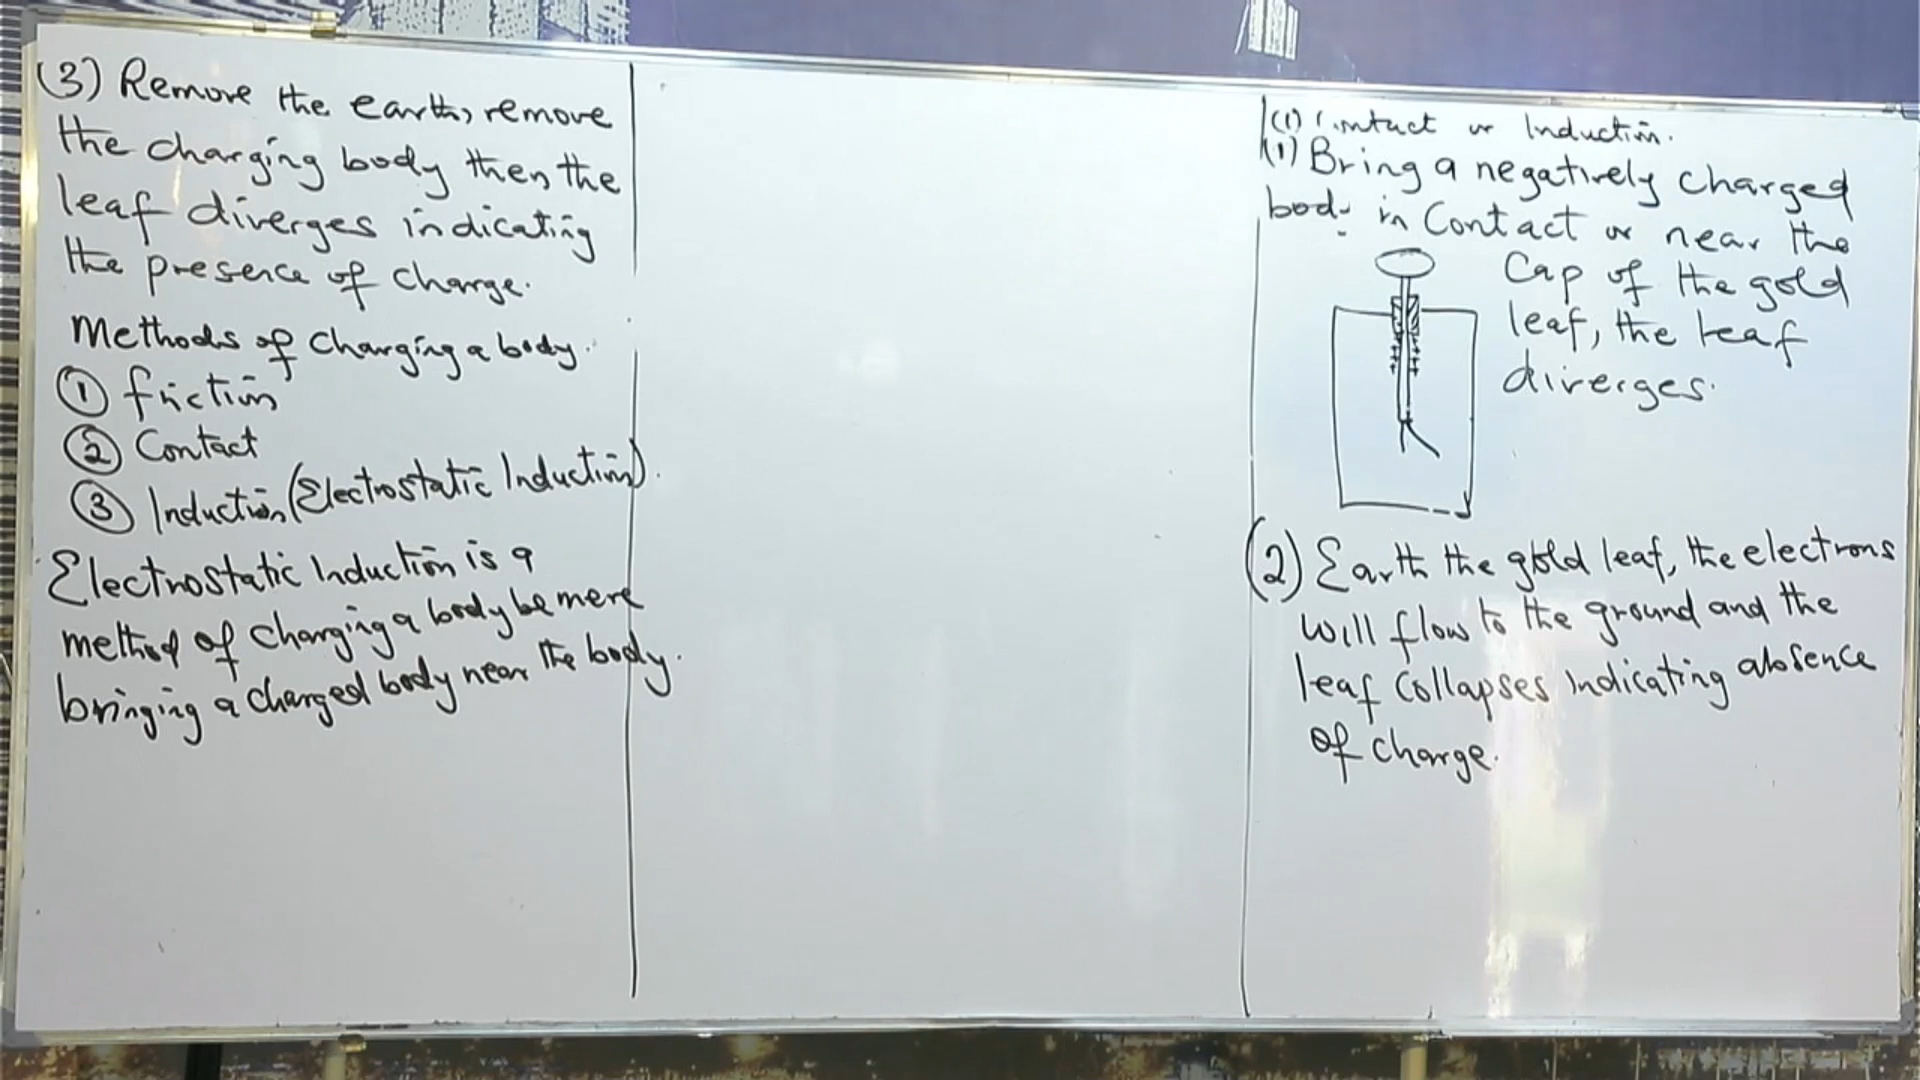 (3) Remove the earth, remove
the charging body then the
leaf diverges indicating
the presence of charge.
Methods of charging a body.
① friction
② Contact
③ Induction (Electrostatic Induction).
Electrostatic Induction is a
method of charging a body be mere
bringing a charged body near the body.
(1) Contact or Induction.
(1) Bring a negatively charged
body in Contact or near the
Cap of the gold
leaf, the leaf
diverges.
(2) Earth the gold leaf, the electrons
will flow to the ground and the
leaf Collapses indicating absence
of charge.